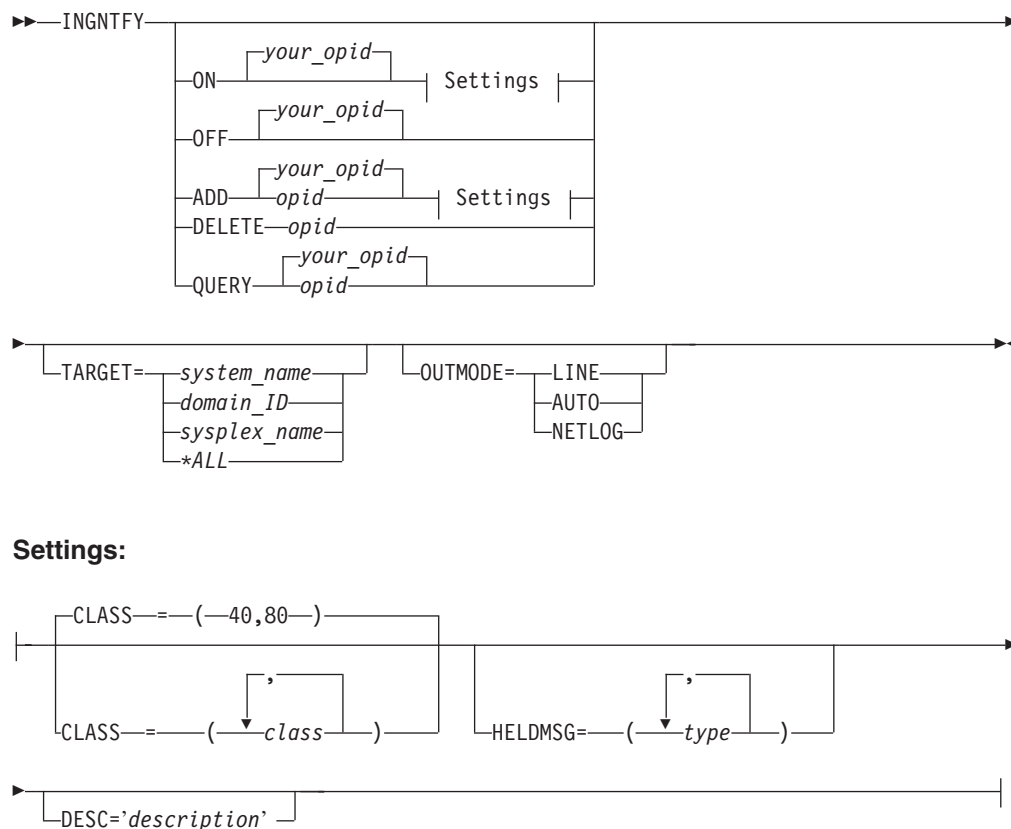 INGNTFY
your_opid
ON Settings
your_opid
OFF
your_opid
ADD opid Settings
DELETE opid
your_opid
QUERY opid
TARGET= system_name OUTMODE= LINE
domain_ID AUTO
sysplex_name NETLOG
*ALL
Settings:
CLASS = ( 40,80 )
, ,
CLASS = ( class ) HELDMSG= ( type )
DESC=’description’